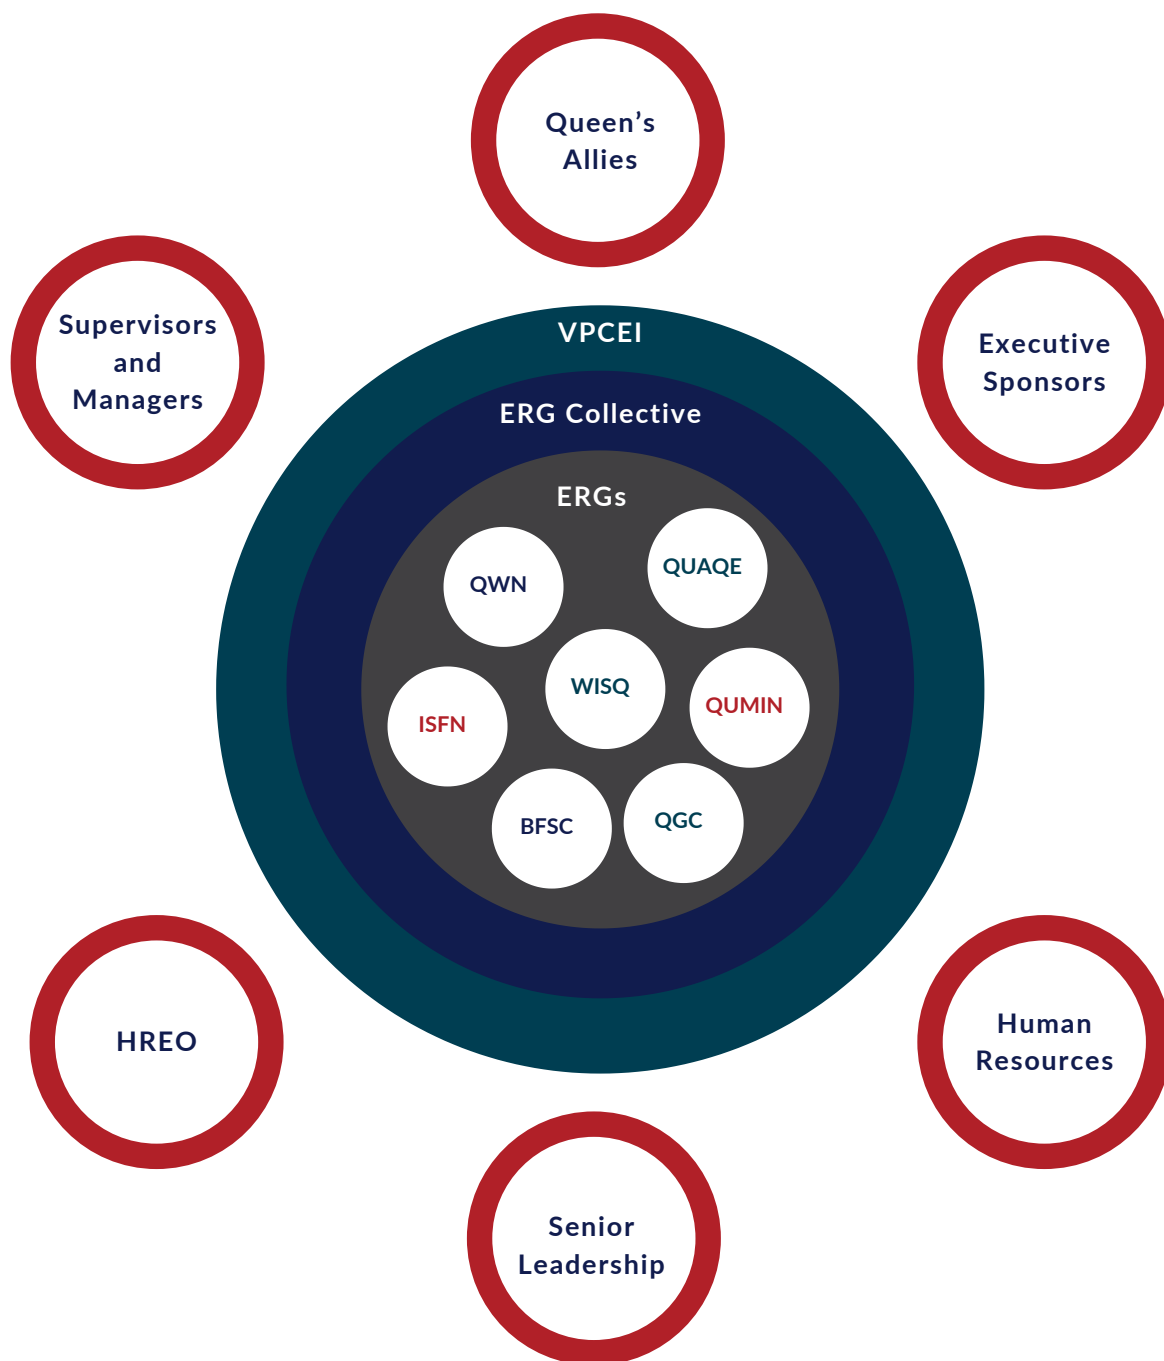 Queen’s
Allies
Supervisors
and
Managers
Executive
Sponsors
VPCEI
ERG Collective
ERGs
QWN
QUAQE
WISQ
ISFN
QUMIN
BFSC
QGC
HREO
Human
Resources
Senior
Leadership